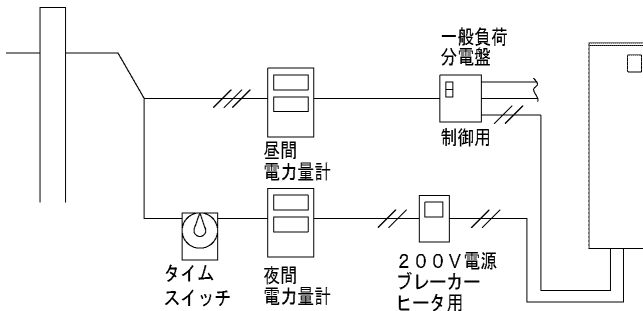 一般負荷
分電盤
制御用
昼間
電力量計
タイム
スイッチ
夜間
電力量計
２００Ｖ電源
ブレーカー
ヒータ用